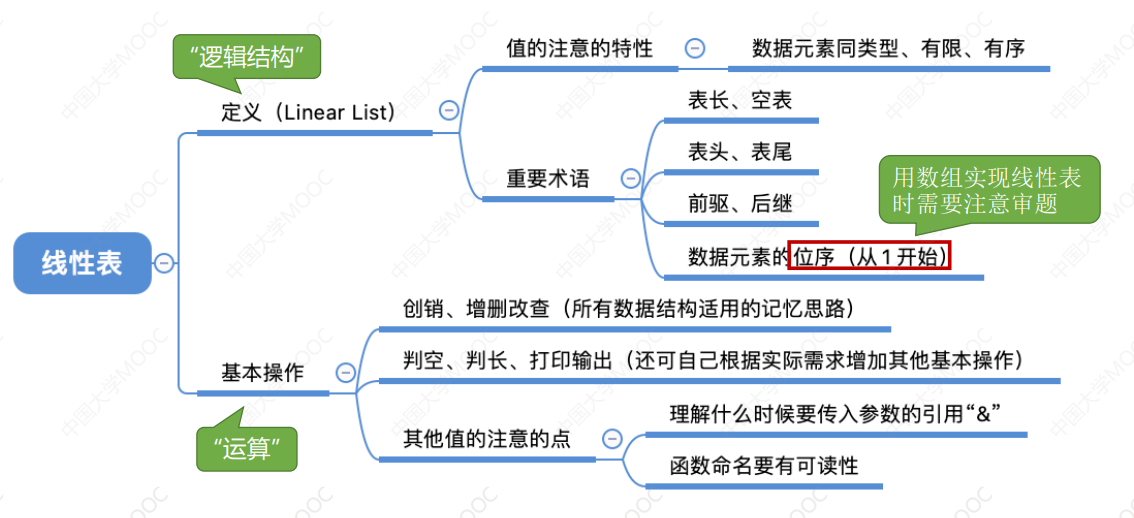 “逻辑结构”
值的注意的特性
数据元素同类型、有限、有序
定义（Linear List）
表长、空表
表头、表尾
重要术语
用数组实现线性表
时需要注意审题
前驱、后继
数据元素的位序（从1开始）
线性表
创销、增删改查（所有数据结构适用的记忆思路）
基本操作
判空、判长、打印输出（还可自己根据实际需求增加其他基本操作）
“运算”
其他值的注意的点
理解什么时候要传入参数的引用“&”
函数命名要有可读性
中国大学MOOC